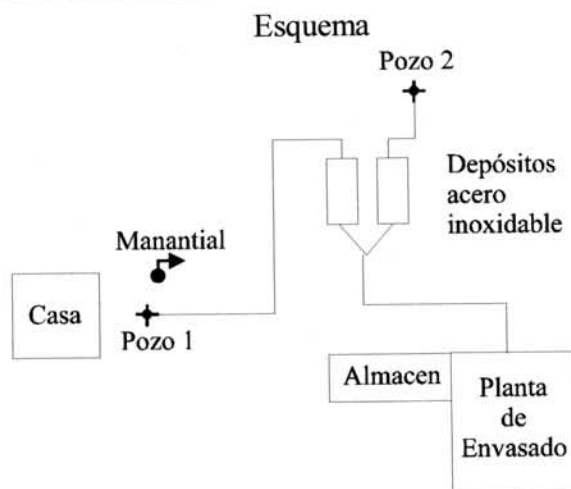 Esquema
Pozo 2
Depósitos
acero
inoxidable
Manantial
Casa
Pozo 1
Almacen
Planta
de
Envasado